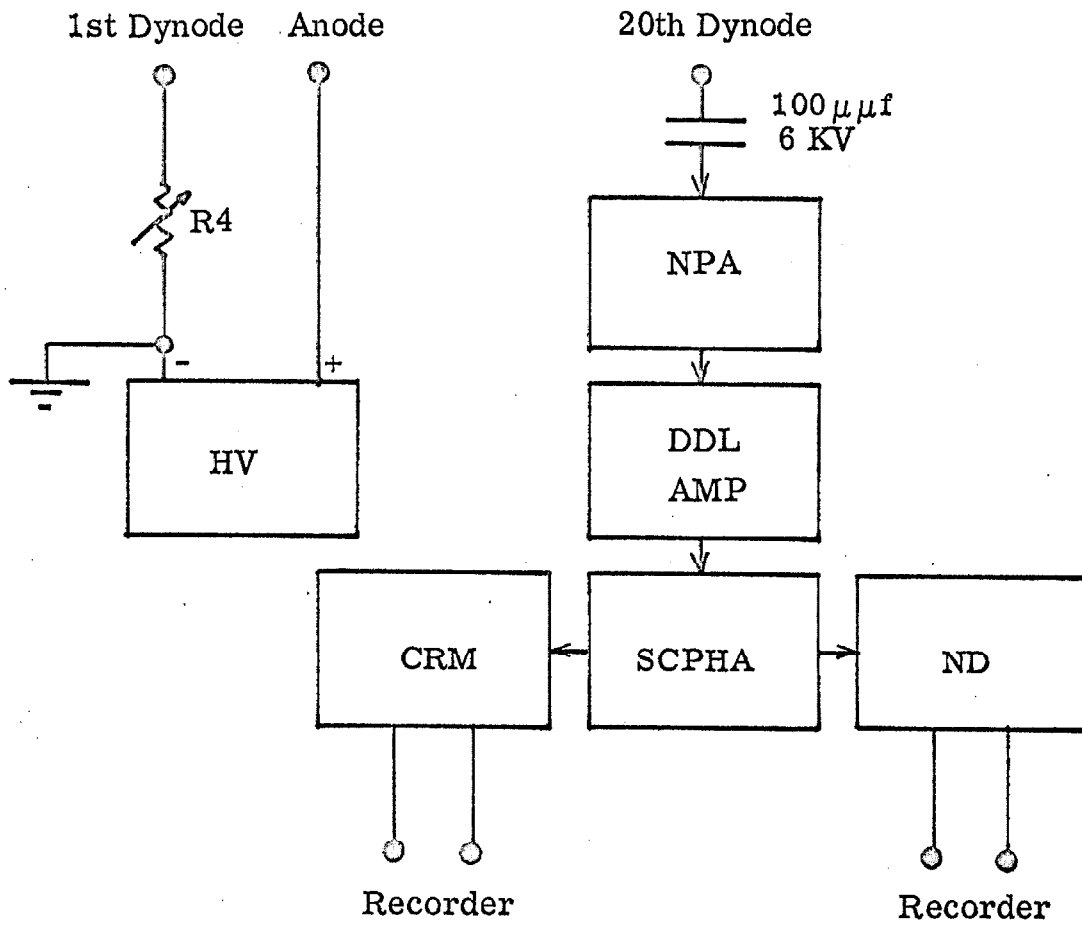 1st Dynode
Anode
20th Dynode
100 μμf
6 KV
R4
NPA
-
+
HV
DDL
AMP
CRM
SCPHA
ND
Recorder
Recorder